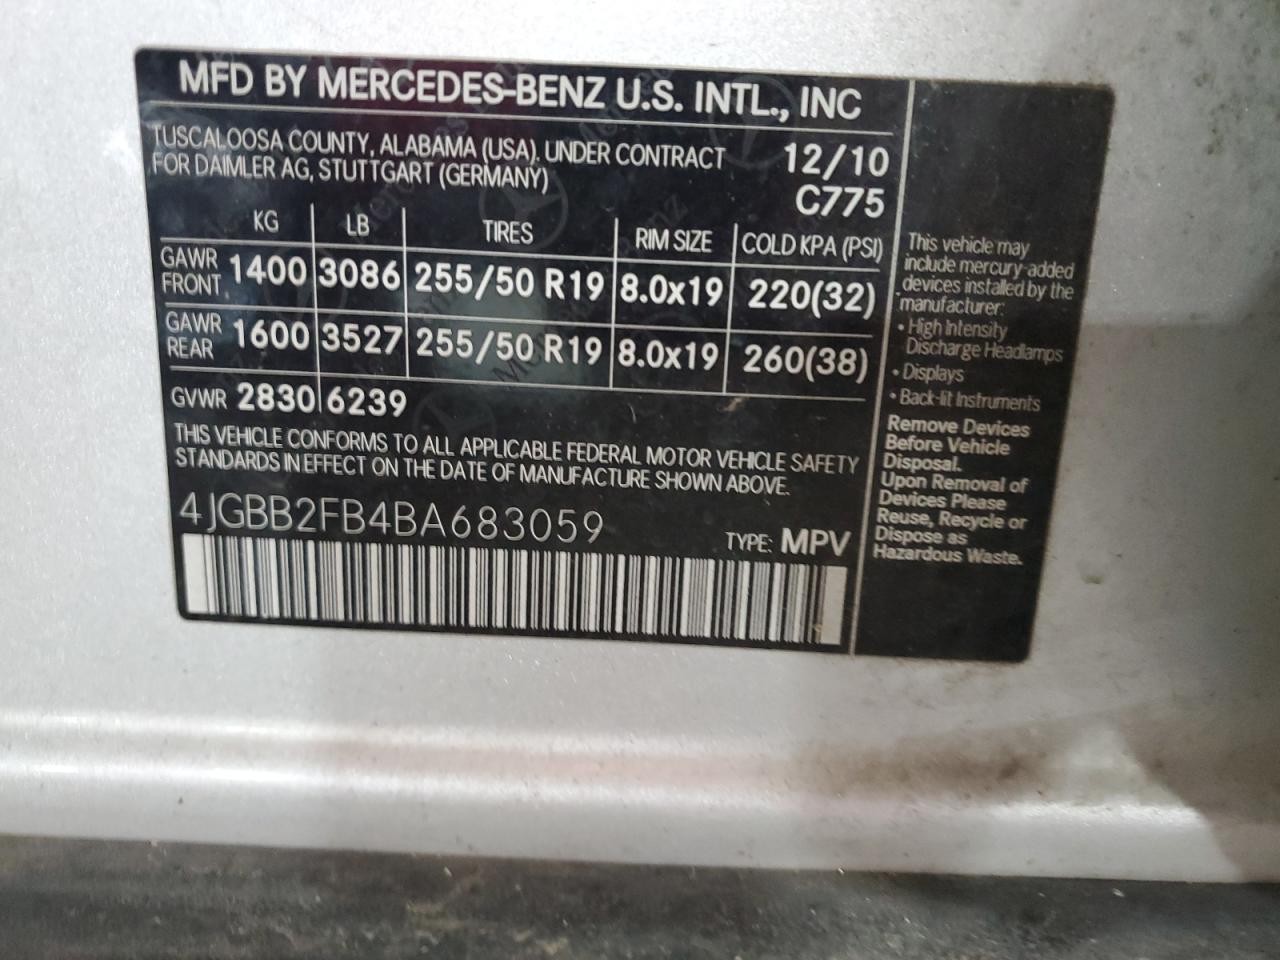 MFD BY MERCEDES-BENZ U.S. INTL., INC
TUSCALOOSA COUNTY, ALABAMA (USA). UNDER CONTRACT
FOR DAIMLER AG, STUTTGART (GERMANY)
12/10
C775
KG LB TIRES RIM SIZE COLD KPA (PSI)
GAWR FRONT 1400 3086 255/50 R19 8.0x19 220(32)
GAWR REAR 1600 3527 255/50 R19 8.0x19 260(38)
GVWR 2830 6239
THIS VEHICLE CONFORMS TO ALL APPLICABLE FEDERAL MOTOR VEHICLE SAFETY
STANDARDS IN EFFECT ON THE DATE OF MANUFACTURE SHOWN ABOVE.
4JGBB2FB4BA683059
TYPE: MPV
This vehicle may
include mercury-added
devices installed by the
manufacturer:
• High Intensity
Discharge Headlamps
• Displays
• Back-lit Instruments
Remove Devices
Before Vehicle
Disposal.
Upon Removal of
Devices Please
Reuse, Recycle or
Dispose as
Hazardous Waste.